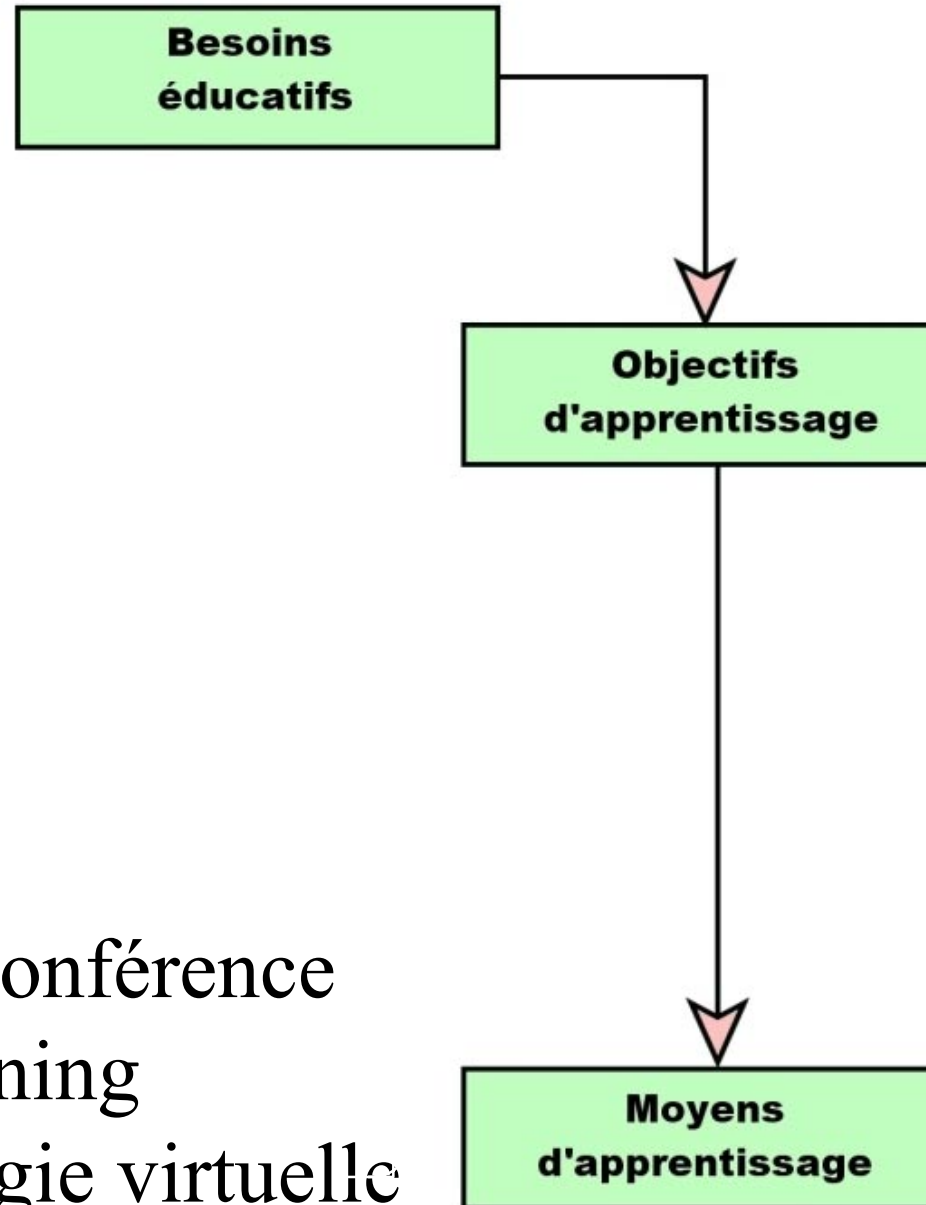 Besoins
éducatifs
Objectifs
d'apprentissage
onférence
ning
gie virtuelle
Moyens
d'apprentissage